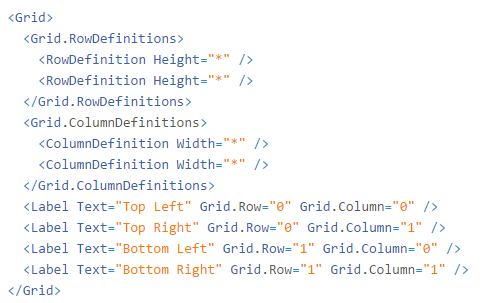 <Grid>
  <Grid.RowDefinitions>
    <RowDefinition Height="*" />
    <RowDefinition Height="*" />
  </Grid.RowDefinitions>
  <Grid.ColumnDefinitions>
    <ColumnDefinition Width="*" />
    <ColumnDefinition Width="*" />
  </Grid.ColumnDefinitions>
  <Label Text="Top Left" Grid.Row="0" Grid.Column="0" />
  <Label Text="Top Right" Grid.Row="0" Grid.Column="1" />
  <Label Text="Bottom Left" Grid.Row="1" Grid.Column="0" />
  <Label Text="Bottom Right" Grid.Row="1" Grid.Column="1" />
</Grid>